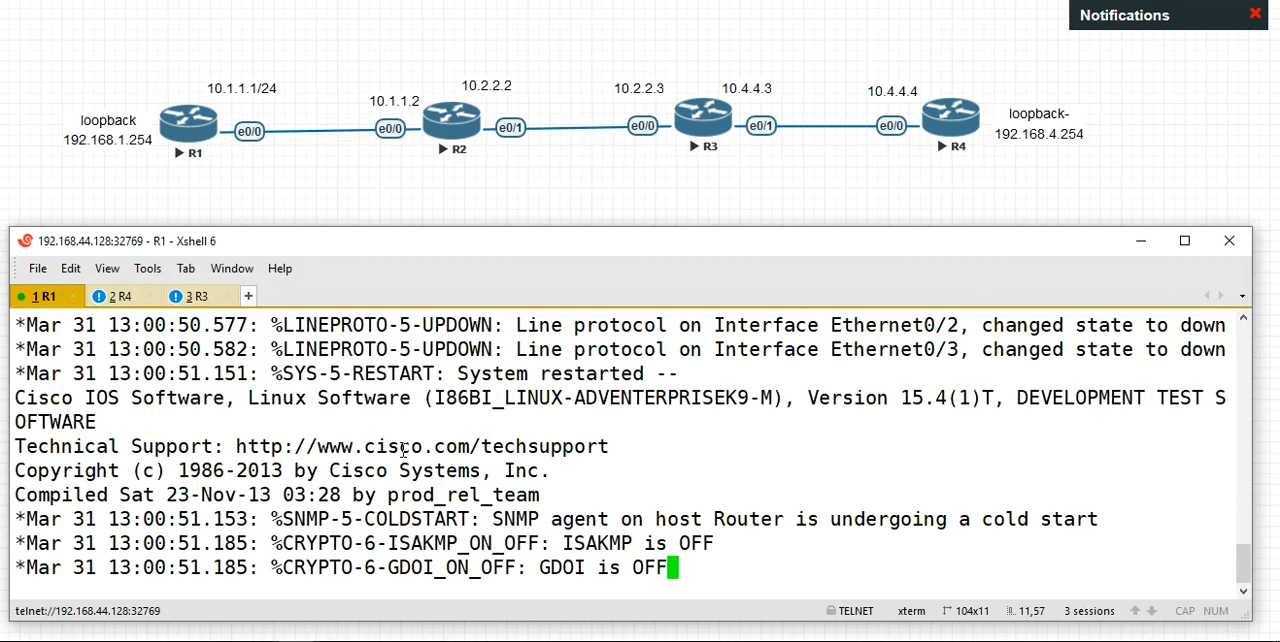 Notifications
10.1.1.1/24
10.1.1.2
10.2.2.2
10.2.2.3
10.4.4.3
10.4.4.4
loopback
192.168.1.254
loopback-
192.168.4.254
e0/0
e0/0
e0/1
e0/0
e0/1
e0/0
R1
R2
R3
R4
192.168.44.128:32769 - R1 - Xshell 6
File Edit View Tools Tab Window Help
1 R1 2 R4 3 R3 +
*Mar 31 13:00:50.577: %LINEPROTO-5-UPDOWN: Line protocol on Interface Ethernet0/2, changed state to down
*Mar 31 13:00:50.582: %LINEPROTO-5-UPDOWN: Line protocol on Interface Ethernet0/3, changed state to down
*Mar 31 13:00:51.151: %SYS-5-RESTART: System restarted --
Cisco IOS Software, Linux Software (I86BI_LINUX-ADVENTERPRISEK9-M), Version 15.4(1)T, DEVELOPMENT TEST S
OFTWARE
Technical Support: http://www.cisco.com/techsupport
Copyright (c) 1986-2013 by Cisco Systems, Inc.
Compiled Sat 23-Nov-13 03:28 by prod_rel_team
*Mar 31 13:00:51.153: %SNMP-5-COLDSTART: SNMP agent on host Router is undergoing a cold start
*Mar 31 13:00:51.185: %CRYPTO-6-ISAKMP_ON_OFF: ISAKMP is OFF
*Mar 31 13:00:51.185: %CRYPTO-6-GDOI_ON_OFF: GDOI is OFF
telnet://192.168.44.128:32769 TELNET xterm 104x11 11,57 3 sessions CAP NUM